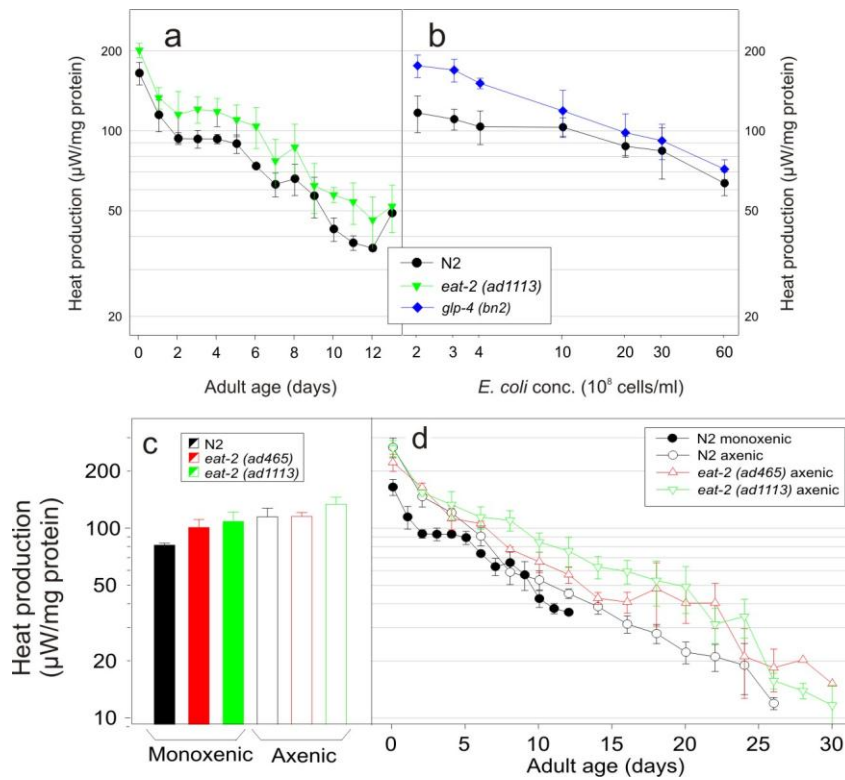 a
b
Heat production (µW/mg protein)
200
100
50
20
200
100
50
20
Heat production (µW/mg protein)
N2
eat-2 (ad1113)
glp-4 (bn2)
0 2 4 6 8 10 12
2 3 4 10 20 30 60
Adult age (days)
E. coli conc. (10⁸ cells/ml)
c
N2
eat-2 (ad465)
eat-2 (ad1113)
d
N2 monoxenic
N2 axenic
eat-2 (ad465) axenic
eat-2 (ad1113) axenic
Heat production
(µW/mg protein)
200
100
50
20
10
Monoxenic Axenic
0 5 10 15 20 25 30
Adult age (days)